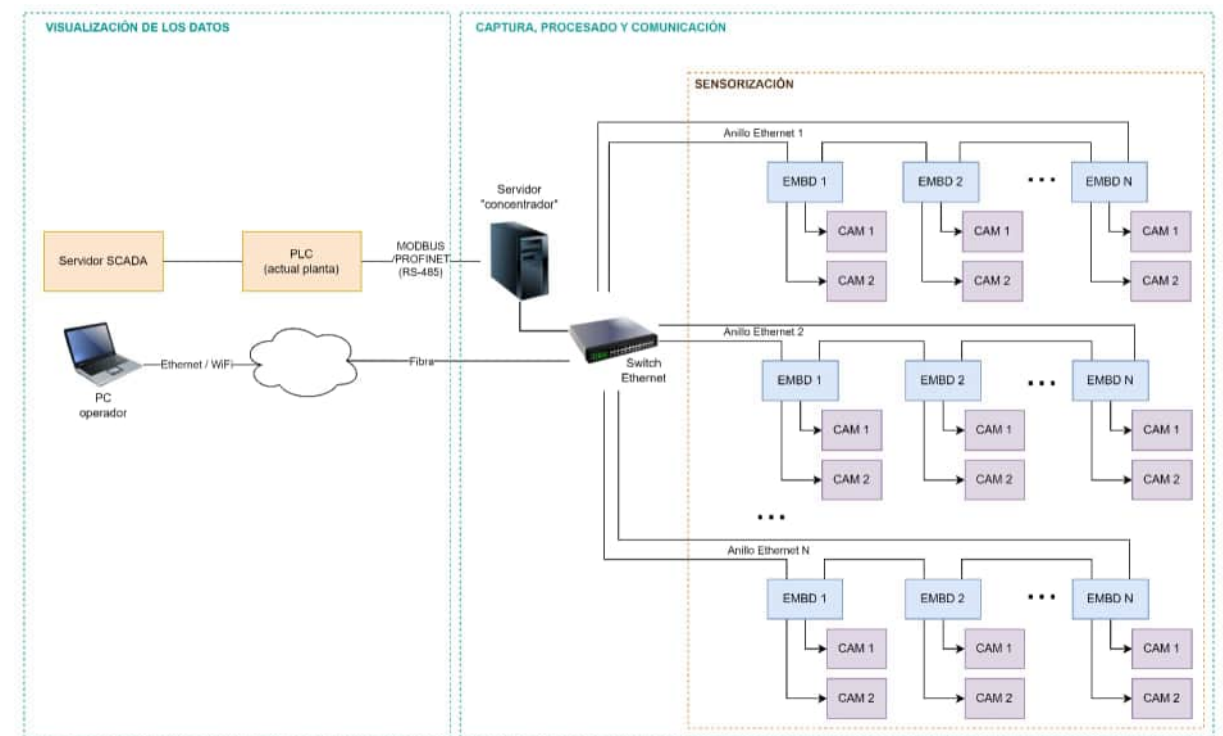 VISUALIZACIÓN DE LOS DATOS
CAPTURA, PROCESADO Y COMUNICACIÓN
SENSORIZACIÓN
Anillo Ethernet 1
EMBD 1
EMBD 2
EMBD N
CAM 1
CAM 1
CAM 1
CAM 2
CAM 2
CAM 2
Servidor
"concentrador"
Servidor SCADA
PLC
(actual planta)
MODBUS
/PROFINET
(RS-485)
PC
operador
Ethernet / WiFi
Fibra
Switch
Ethernet
Anillo Ethernet 2
EMBD 1
EMBD 2
EMBD N
CAM 1
CAM 1
CAM 1
CAM 2
CAM 2
CAM 2
Anillo Ethernet N
EMBD 1
EMBD 2
EMBD N
CAM 1
CAM 1
CAM 1
CAM 2
CAM 2
CAM 2